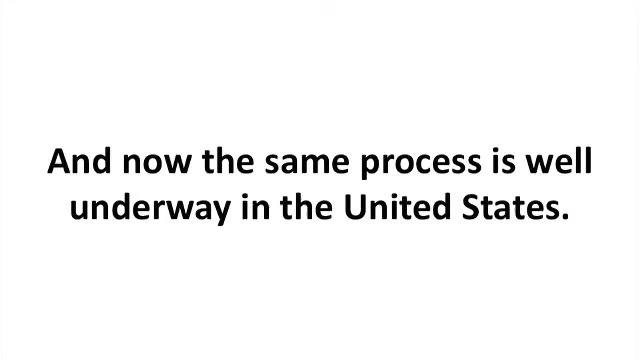 And now the same process is well
underway in the United States.